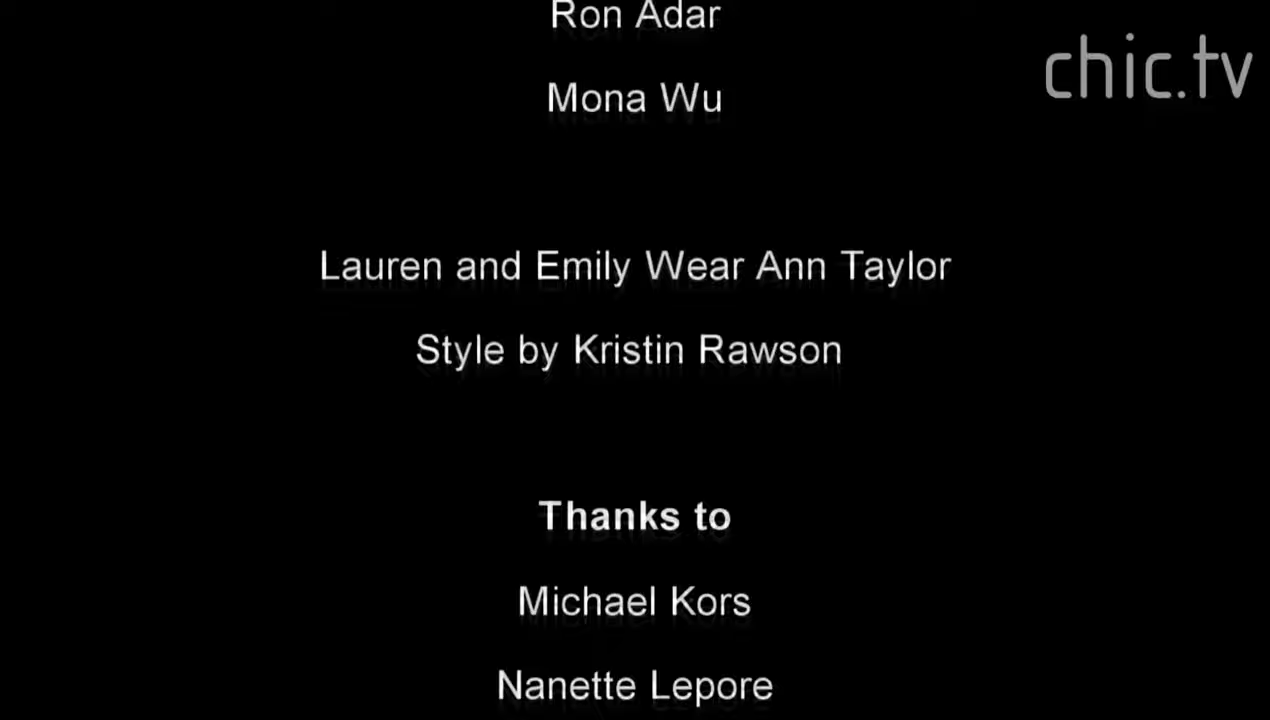 Ron Adar
chic.tv
Mona Wu
Lauren and Emily Wear Ann Taylor
Style by Kristin Rawson
Thanks to
Michael Kors
Nanette Lepore